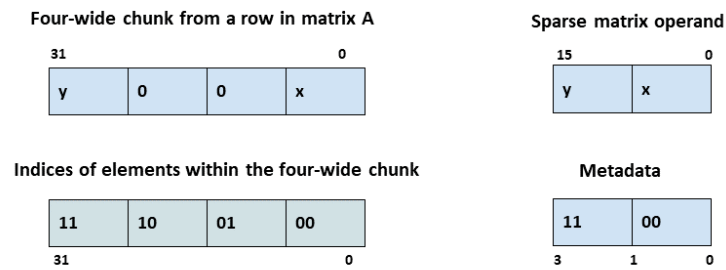 Four-wide chunk from a row in matrix A
31 0
y 0 0 x
Sparse matrix operand
15 0
y x
Indices of elements within the four-wide chunk
11 10 01 00
31 0
Metadata
11 00
3 1 0